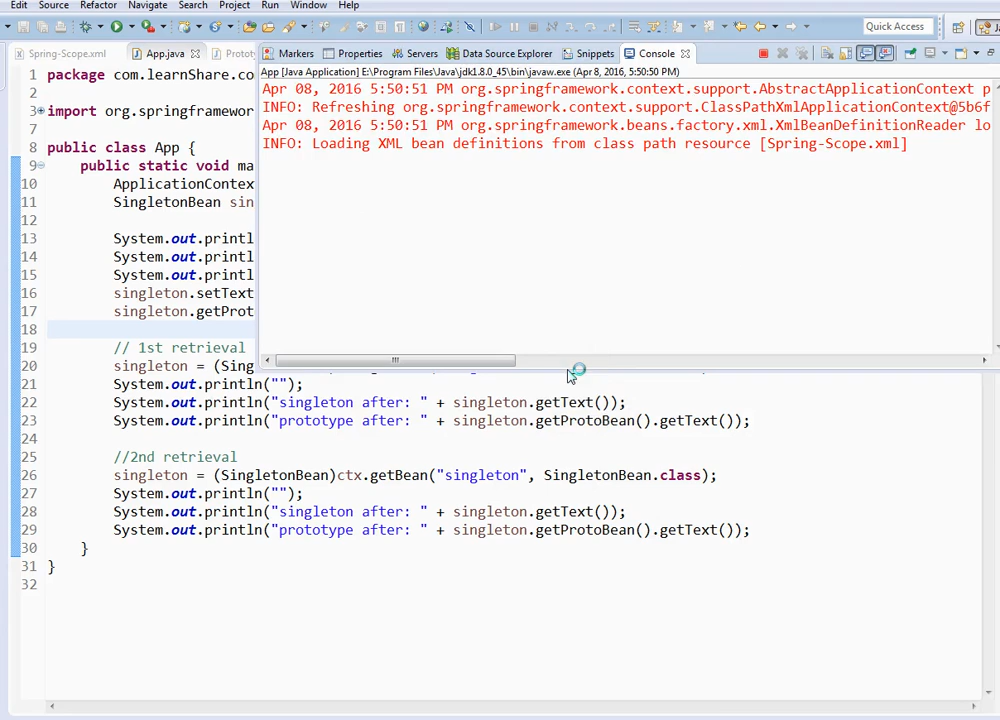 Edit Source Refactor Navigate Search Project Run Window Help
Quick Access
Spring-Scope.xml App.java Protot Markers Properties Servers Data Source Explorer Snippets Console
App [Java Application] E:\Program Files\Java\jdk1.8.0_45\bin\javaw.exe (Apr 8, 2016, 5:50:50 PM)
Apr 08, 2016 5:50:51 PM org.springframework.context.support.AbstractApplicationContext p
INFO: Refreshing org.springframework.context.support.ClassPathXmlApplicationContext@5b6f
Apr 08, 2016 5:50:51 PM org.springframework.beans.factory.xml.XmlBeanDefinitionReader lo
INFO: Loading XML bean definitions from class path resource [Spring-Scope.xml]
1 package com.learnShare.co
2
3 import org.springframewor
7
8 public class App {
9 public static void ma
10 ApplicationContext
11 SingletonBean sin
12
13 System.out.printl
14 System.out.printl
15 System.out.printl
16 singleton.setText
17 singleton.getProt
18
19 // 1st retrieval
20 singleton = (Sing
21 System.out.println("");
22 System.out.println("singleton after: " + singleton.getText());
23 System.out.println("prototype after: " + singleton.getProtoBean().getText());
24
25 //2nd retrieval
26 singleton = (SingletonBean)ctx.getBean("singleton", SingletonBean.class);
27 System.out.println("");
28 System.out.println("singleton after: " + singleton.getText());
29 System.out.println("prototype after: " + singleton.getProtoBean().getText());
30 }
31 }
32